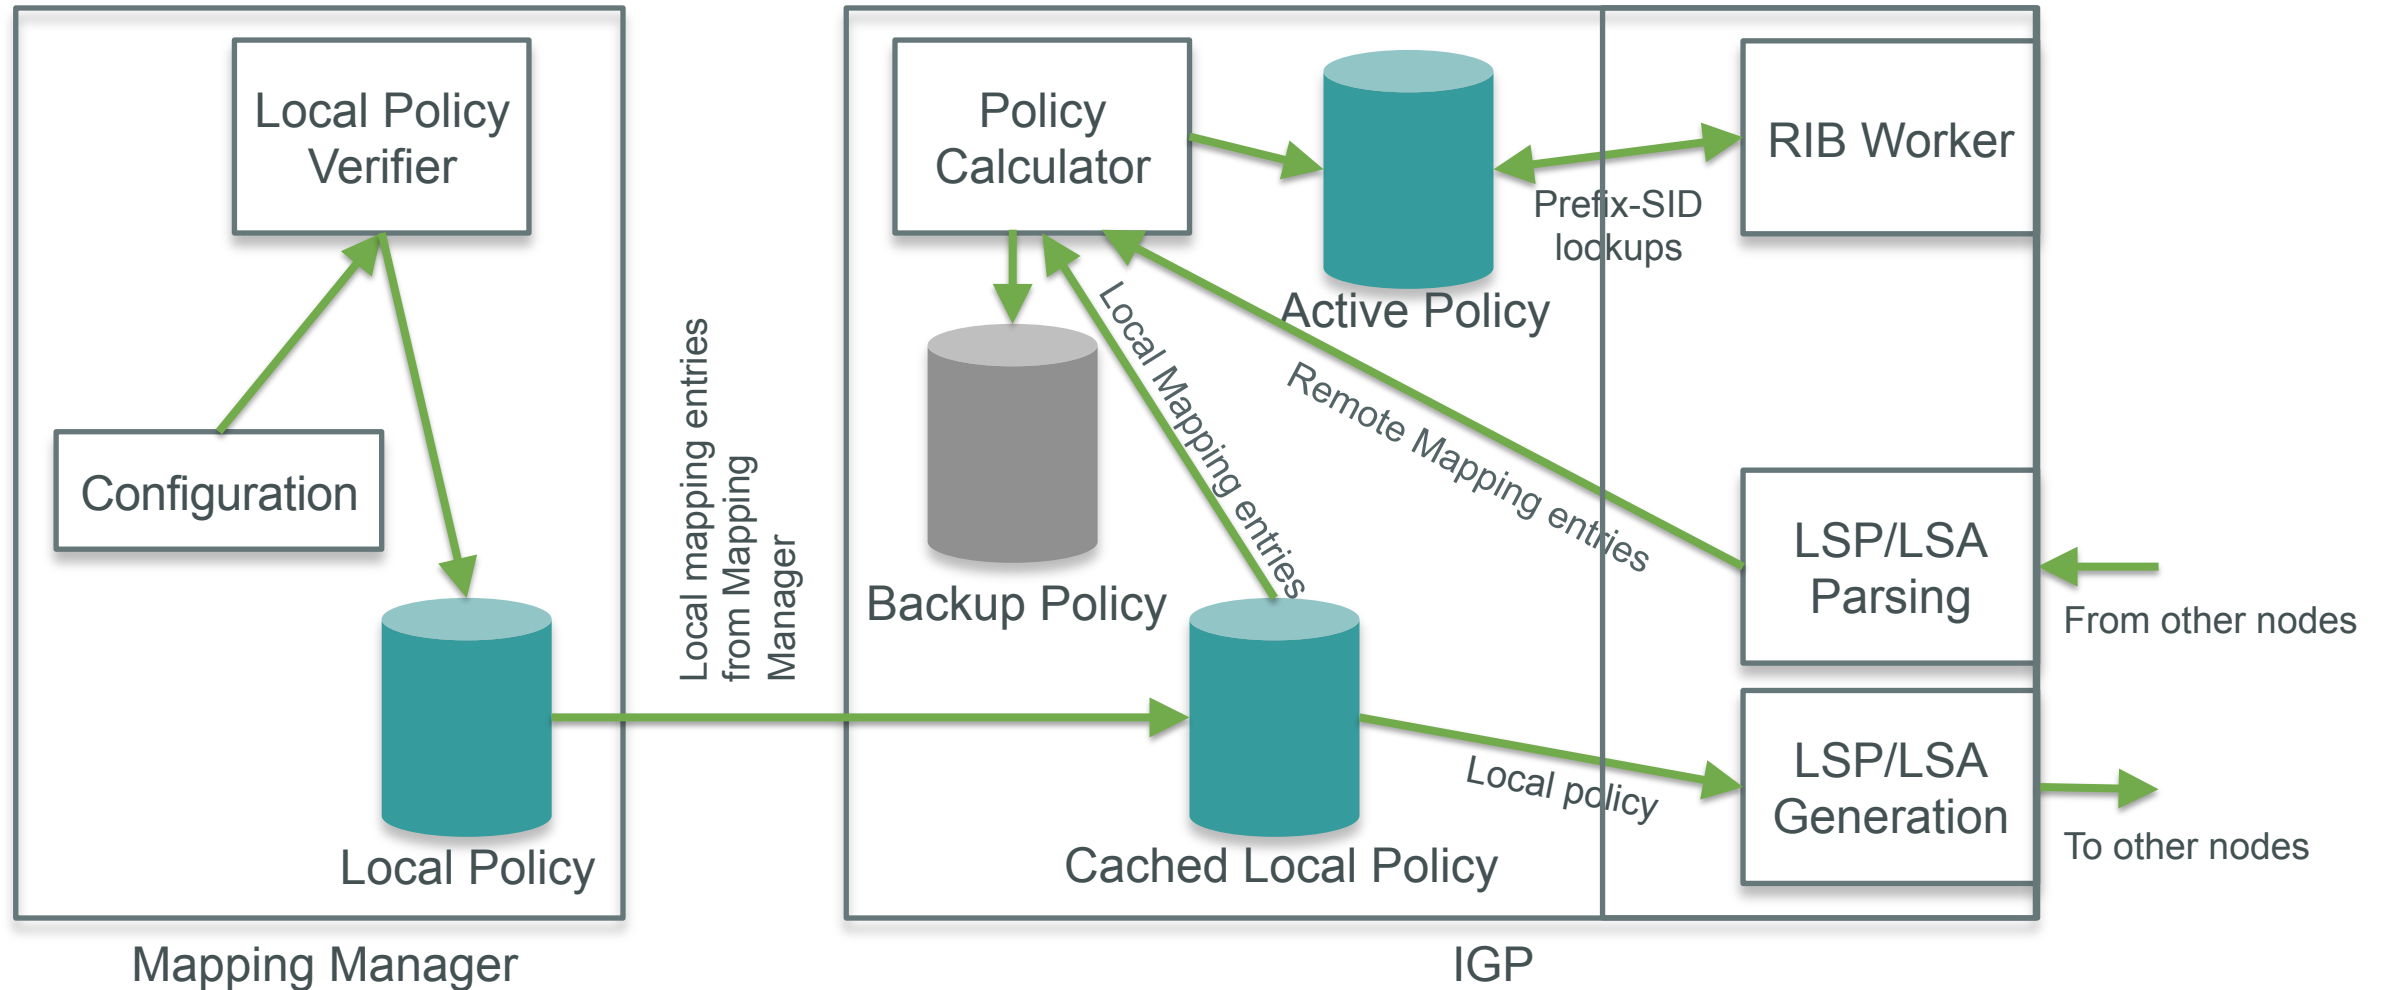 Local Policy
Verifier
Configuration
Local Policy
Mapping Manager
Local mapping entries
from Mapping
Manager
Policy
Calculator
Active Policy
Prefix-SID
lookups
RIB Worker
Backup Policy
Local Mapping entries
Remote Mapping entries
LSP/LSA
Parsing
From other nodes
Cached Local Policy
Local policy
LSP/LSA
Generation
To other nodes
IGP